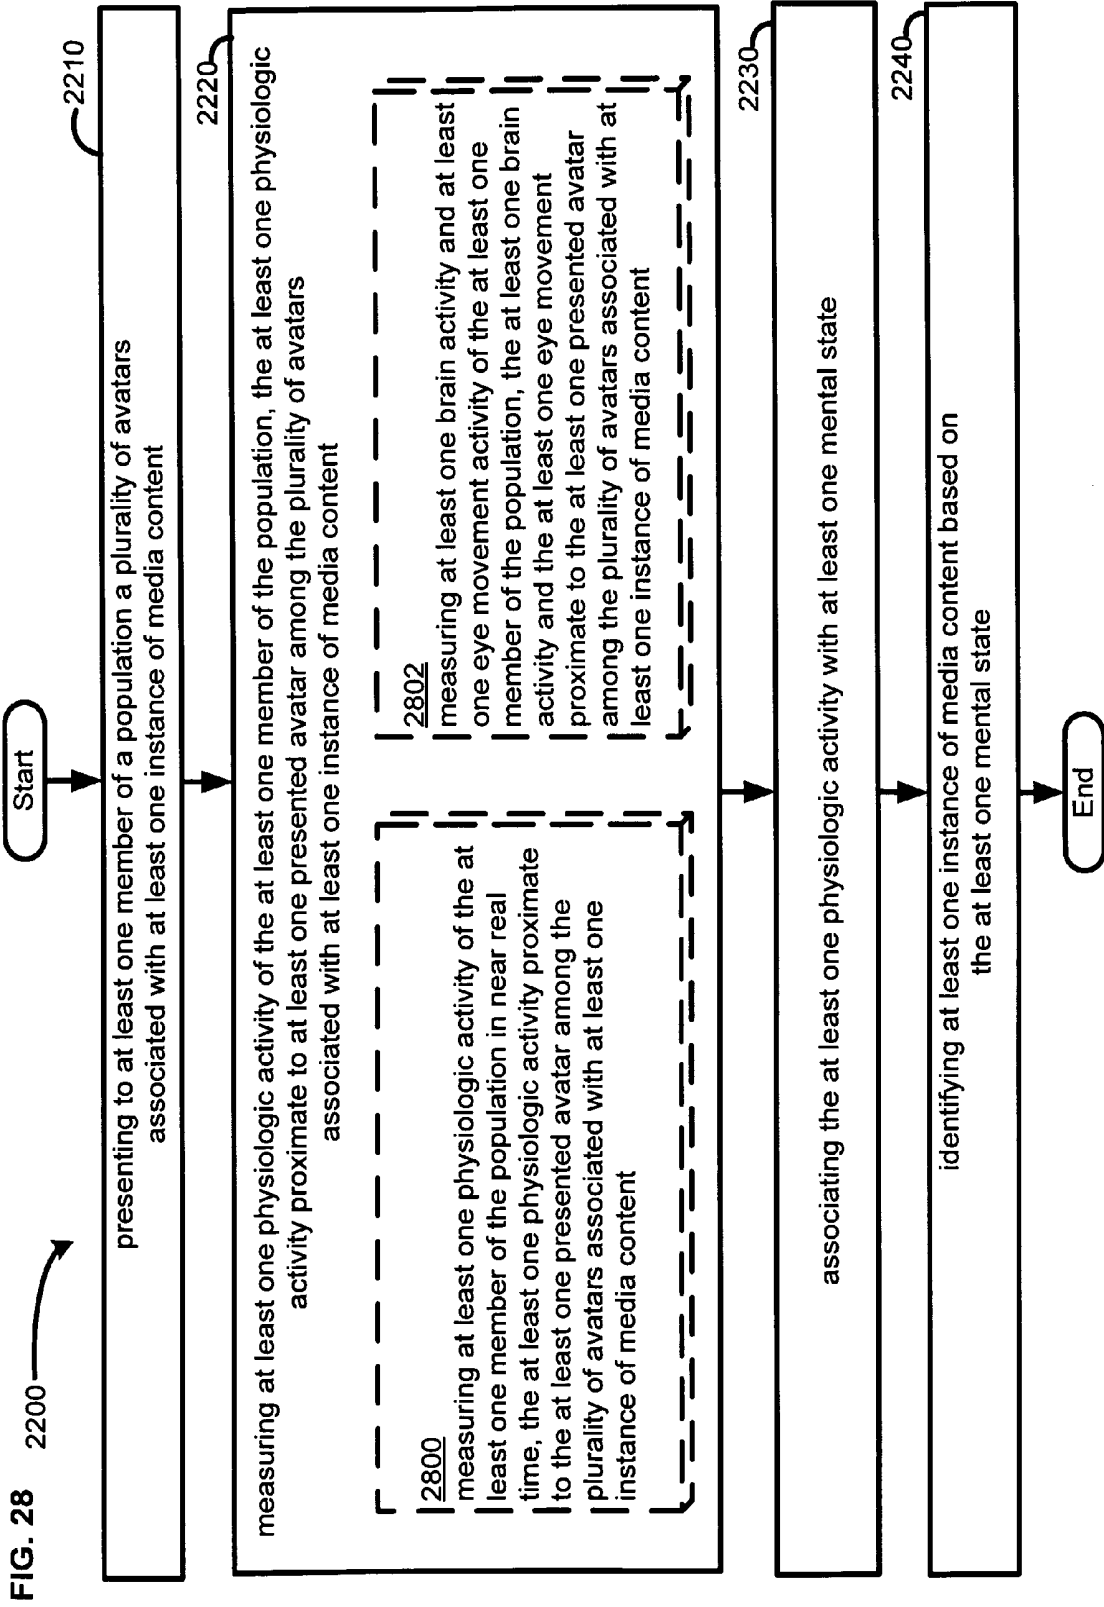 FIG. 28
2200
Start
2210
presenting to at least one member of a population a plurality of avatars
associated with at least one instance of media content
2220
measuring at least one physiologic activity of the at least one member of the population, the at least one physiologic
activity proximate to at least one presented avatar among the plurality of avatars
associated with at least one instance of media content
2800
measuring at least one physiologic activity of the at
least one member of the population in near real
time, the at least one physiologic activity proximate
to the at least one presented avatar among the
plurality of avatars associated with at least one
instance of media content
2802
measuring at least one brain activity and at least
one eye movement activity of the at least one
member of the population, the at least one brain
activity and the at least one eye movement
proximate to the at least one presented avatar
among the plurality of avatars associated with at
least one instance of media content
2230
associating the at least one physiologic activity with at least one mental state
2240
identifying at least one instance of media content based on
the at least one mental state
End